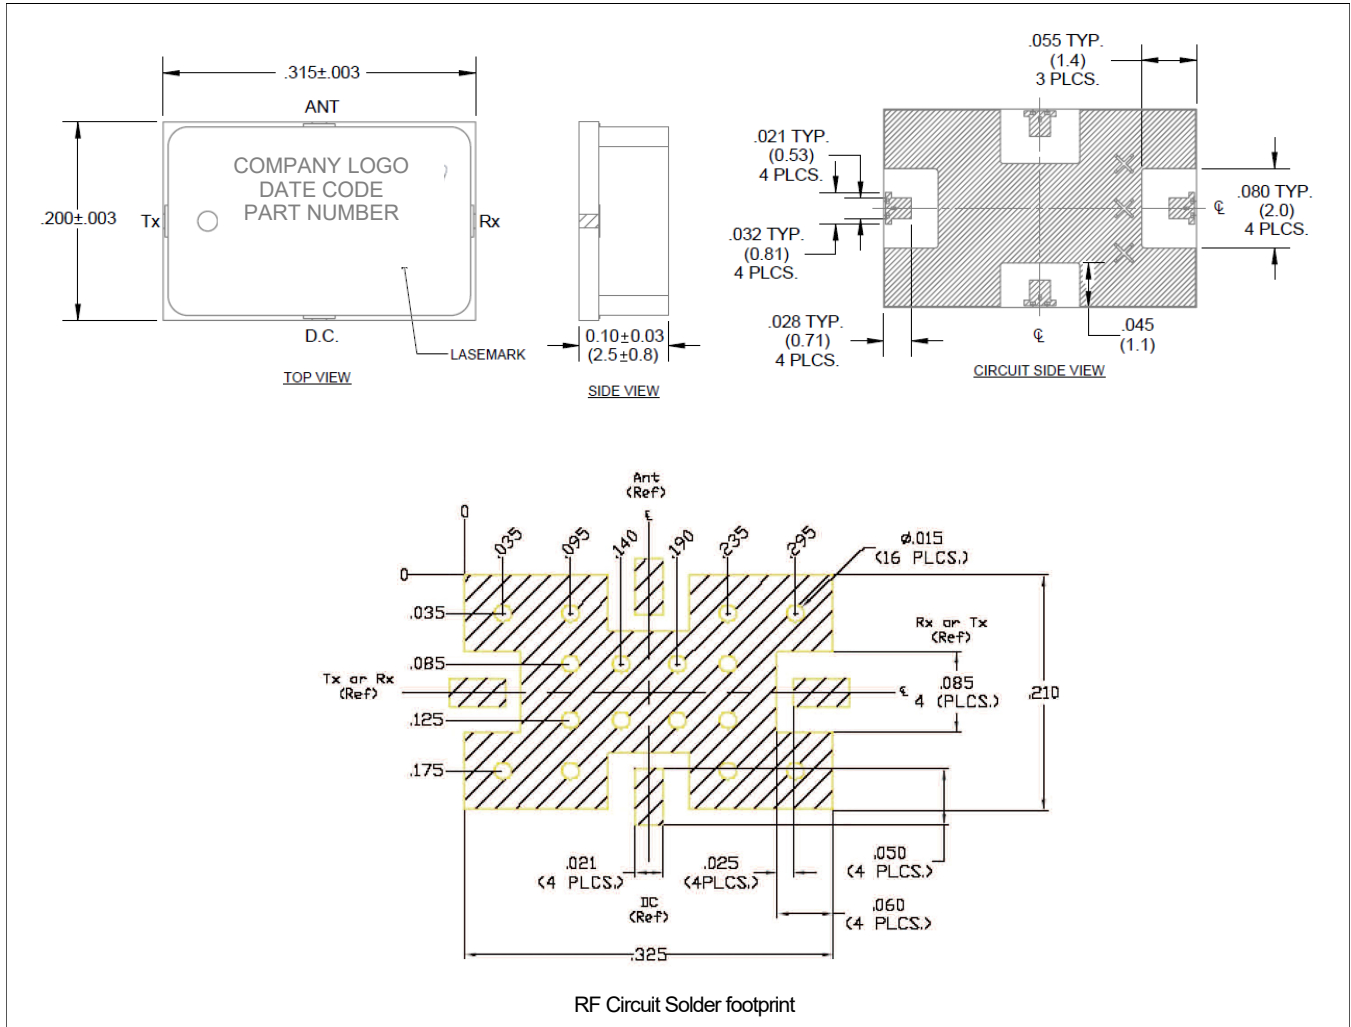 .315±.003
ANT
COMPANY LOGO
DATE CODE
PART NUMBER
.200±.003
Tx
Rx
D.C.
LASEMARK
TOP VIEW
0.10±0.03
(2.5±0.8)
SIDE VIEW
.055 TYP.
(1.4)
3 PLCS.
.021 TYP.
(0.53)
4 PLCS.
.032 TYP.
(0.81)
4 PLCS.
.028 TYP.
(0.71)
4 PLCS.
.080 TYP.
(2.0)
4 PLCS.
℄
℄
.045
(1.1)
CIRCUIT SIDE VIEW
Ant
(Ref)
℄
0
.035
.095
.140
.190
.235
.295
ø.015
(16 PLCS.)
0
.035
.085
.125
.175
Tx or Rx
(Ref)
Rx or Tx
(Ref)
℄
.085
4 (PLCS.)
.210
.021
(4 PLCS.)
.025
(4PLCS.)
.050
(4 PLCS.)
.060
(4 PLCS.)
DC
(Ref)
.325
RF Circuit Solder footprint